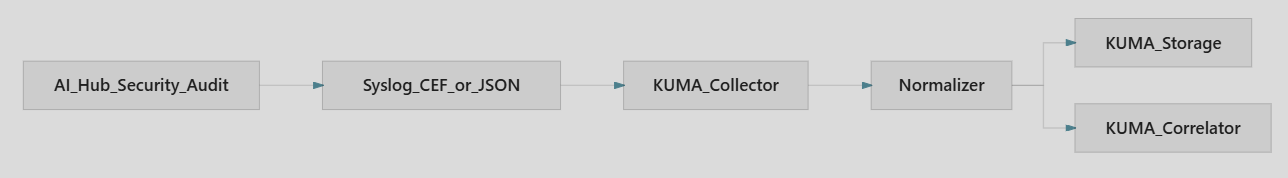 AI_Hub_Security_Audit
Syslog_CEF_or_JSON
KUMA_Collector
Normalizer
KUMA_Storage
KUMA_Correlator